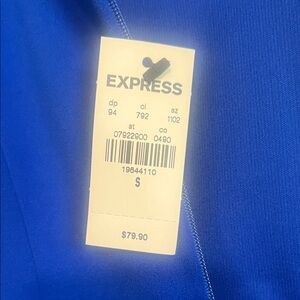 EXPRESS
dp cl sz
94 792 1102
st co
07922900 0490
19644110
S
$79.90